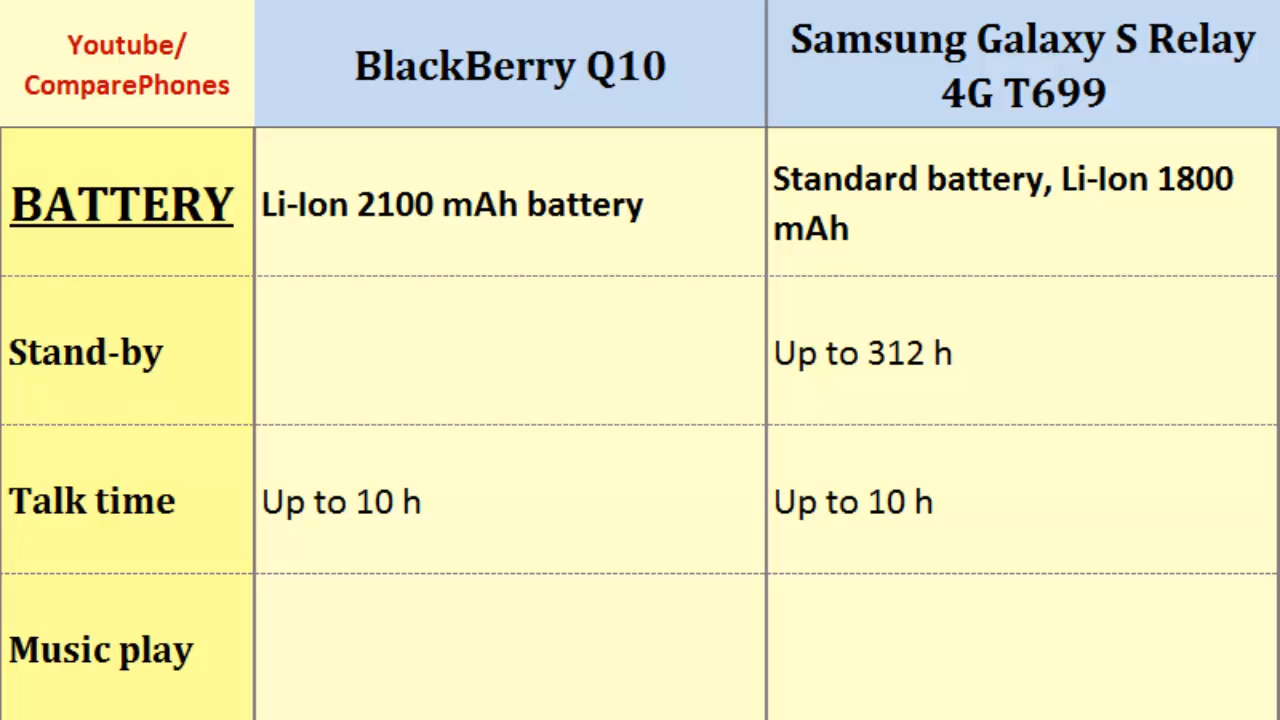 Youtube/
ComparePhones
BlackBerry Q10
Samsung Galaxy S Relay
4G T699
BATTERY
Li-Ion 2100 mAh battery
Standard battery, Li-Ion 1800
mAh
Stand-by
Up to 312 h
Talk time
Up to 10 h
Up to 10 h
Music play